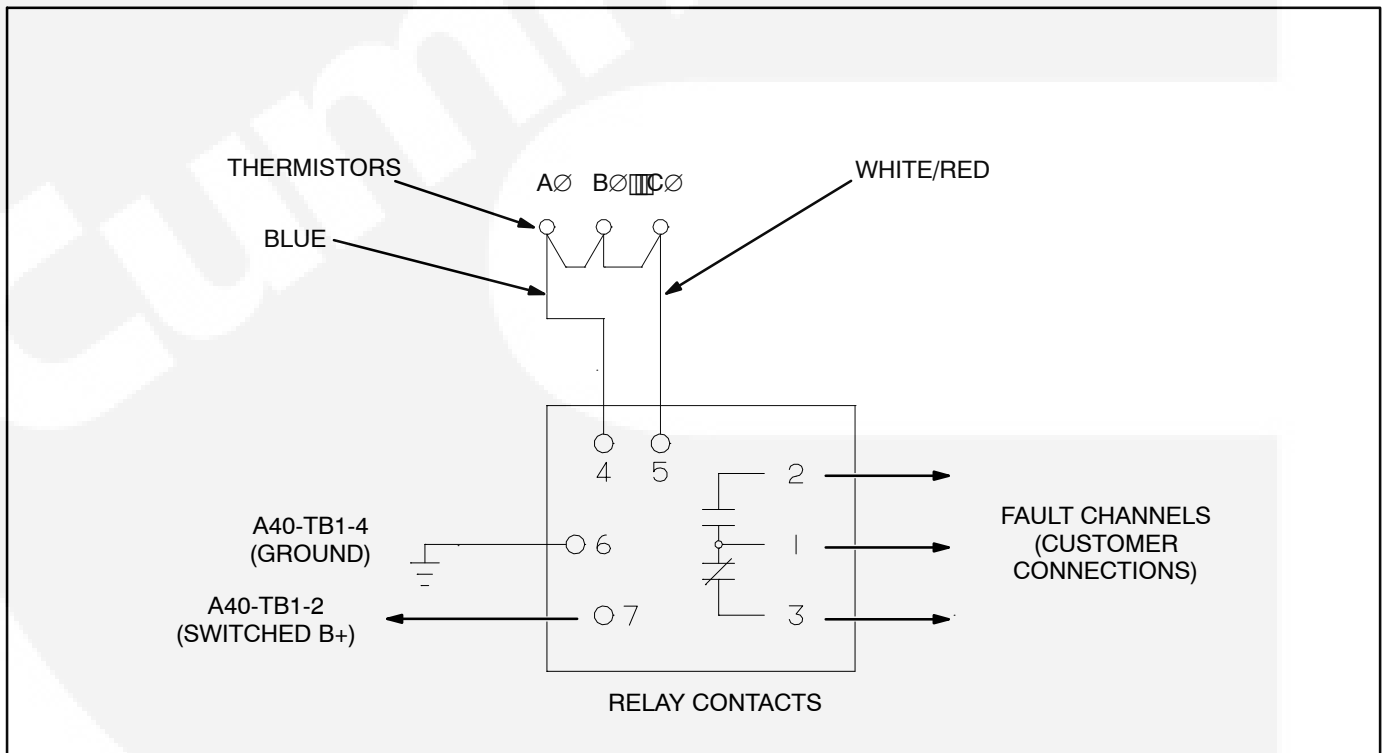 Cummi
THERMISTORS
AØ BØ CØ
WHITE/RED
BLUE
4 5
2
A40-TB1-4
(GROUND)
6
1
FAULT CHANNELS
(CUSTOMER
CONNECTIONS)
A40-TB1-2
(SWITCHED B+)
7
3
RELAY CONTACTS